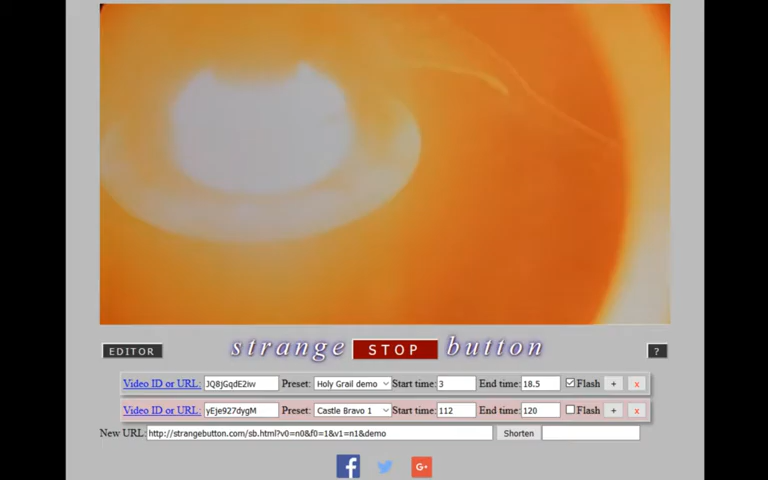 EDITOR strange STOP button ?
Video ID or URL: JQ8jGqdE2iw Preset: Holy Grail demo Start time: 3 End time: 18.5 Flash + x
Video ID or URL: yEje927dygM Preset: Castle Bravo 1 Start time: 112 End time: 120 Flash + x
New URL: http://strangebutton.com/sb.html?v0=n0&f0=1&v1=n1&demo Shorten
f G+